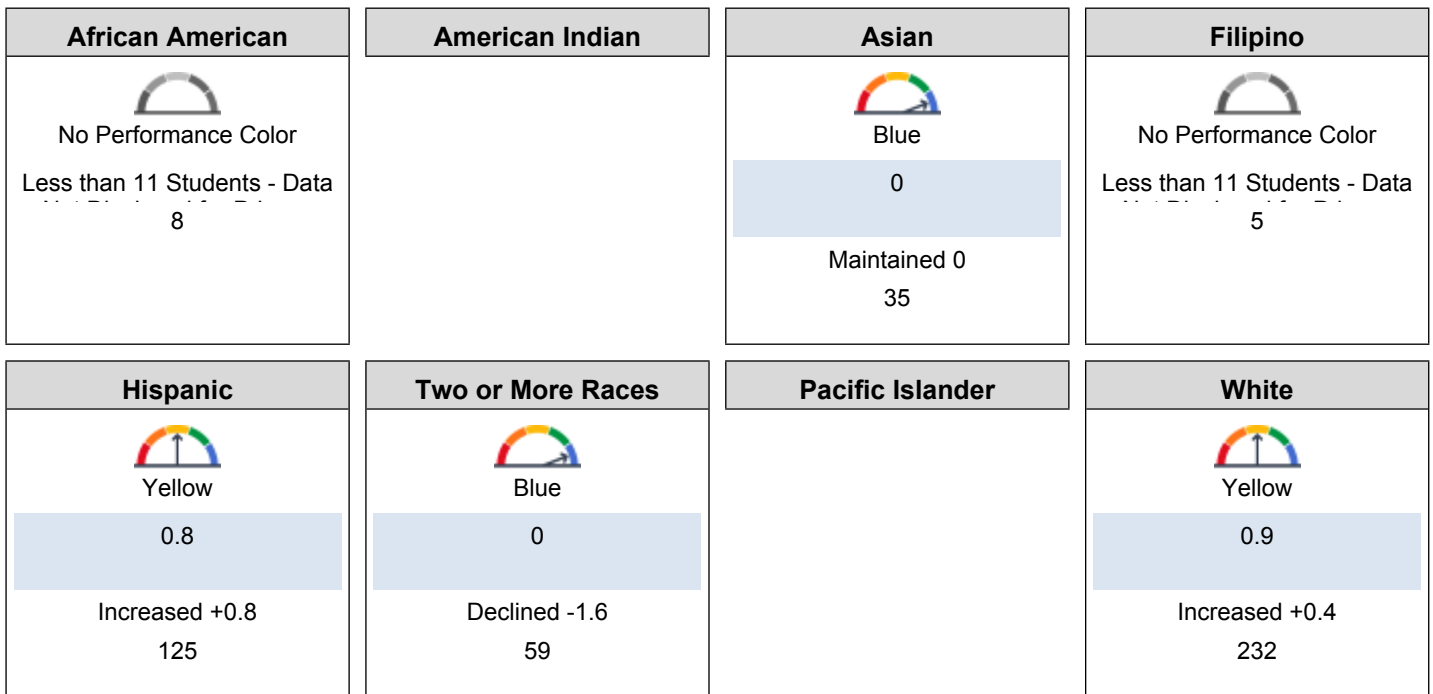 African American
American Indian
Asian
Filipino
No Performance Color
Blue
No Performance Color
Less than 11 Students - Data
0
Less than 11 Students - Data
8
5
Maintained 0
35
Hispanic
Two or More Races
Pacific Islander
White
Yellow
Blue
Yellow
0.8
0
0.9
Increased +0.8
Declined -1.6
Increased +0.4
125
59
232